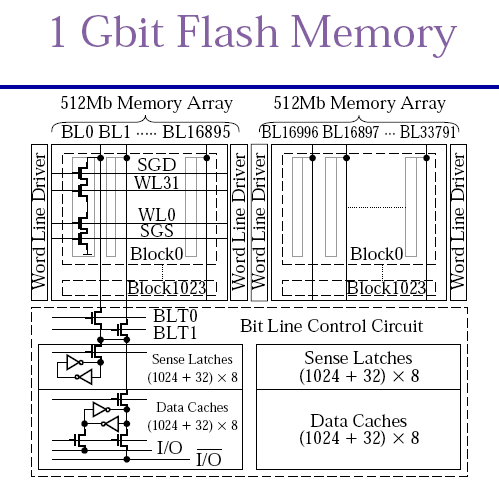 1 Gbit Flash Memory
512Mb Memory Array 512Mb Memory Array
BL0 BL1 ····· BL16895 BL16996 BL16897 ··· BL33791
Word Line Driver
SGD
WL31
WL0
SGS
Block0
Block1023
Word Line Driver
Word Line Driver
Block0
Block1023
Word Line Driver
BLT0
BLT1
Bit Line Control Circuit
Sense Latches
(1024 + 32) × 8
Sense Latches
(1024 + 32) × 8
Data Caches
(1024 + 32) × 8
Data Caches
(1024 + 32) × 8
I/O
I̅/̅O̅